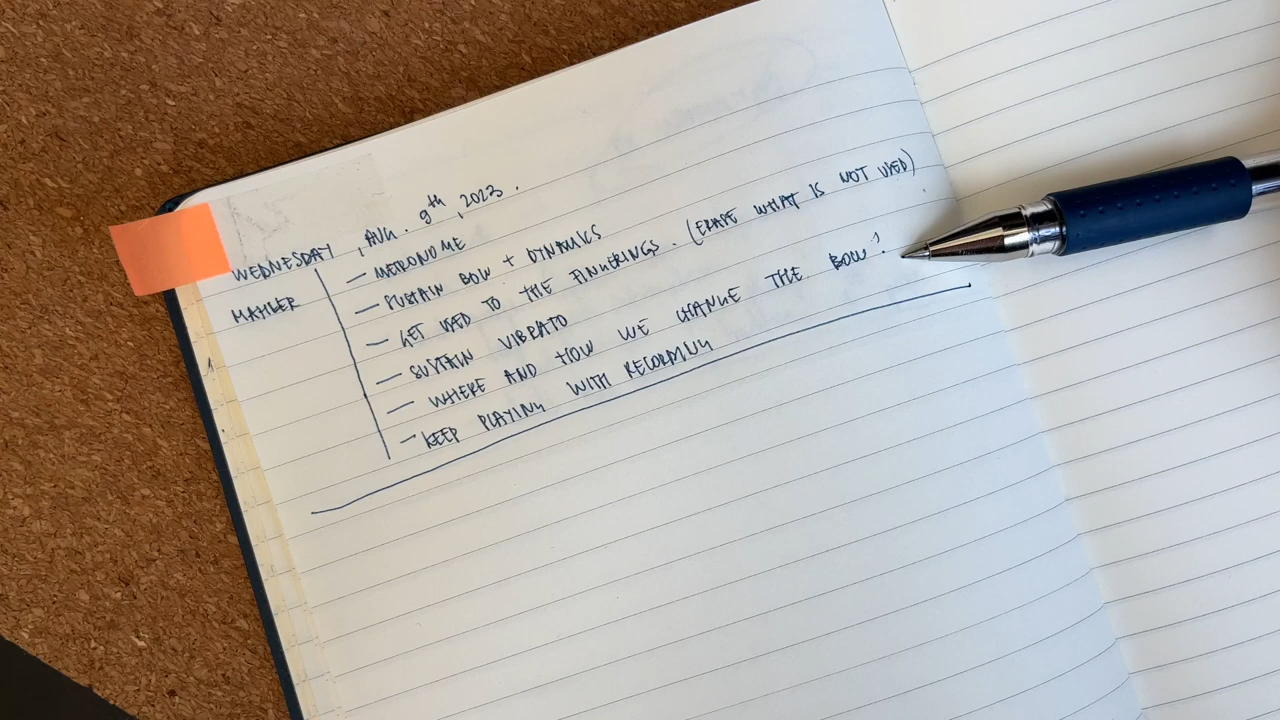 WEDNESDAY, AUG. 9th, 2023.
MAHLER
- METRONOME
- SUSTAIN BOW + DYNAMICS
- GET USED TO THE FINGERINGS. (ERASE WHAT IS NOT USED)
- SUSTAIN VIBRATO
- WHERE AND HOW WE CHANGE THE BOW?
- KEEP PLAYING WITH RECORDING